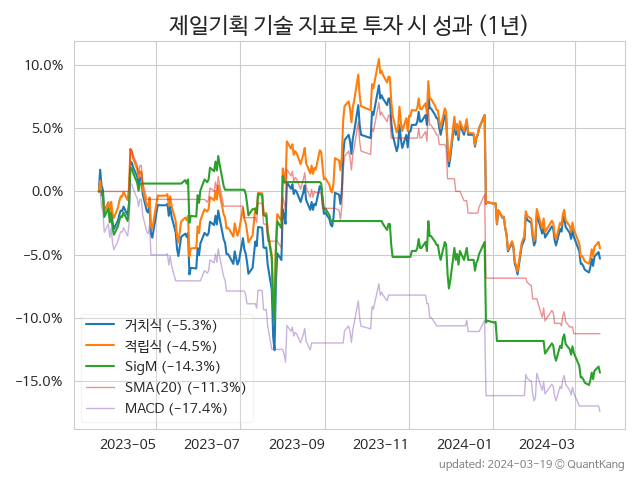 제일기획 기술 지표로 투자 시 성과 (1년)
10.0%
5.0%
0.0%
−5.0%
−10.0%
−15.0%
거치식 (−5.3%)
적립식 (−4.5%)
SigM (−14.3%)
SMA(20) (−11.3%)
MACD (−17.4%)
2023-05 2023-07 2023-09 2023-11 2024-01 2024-03
updated: 2024-03-19 © QuantKang